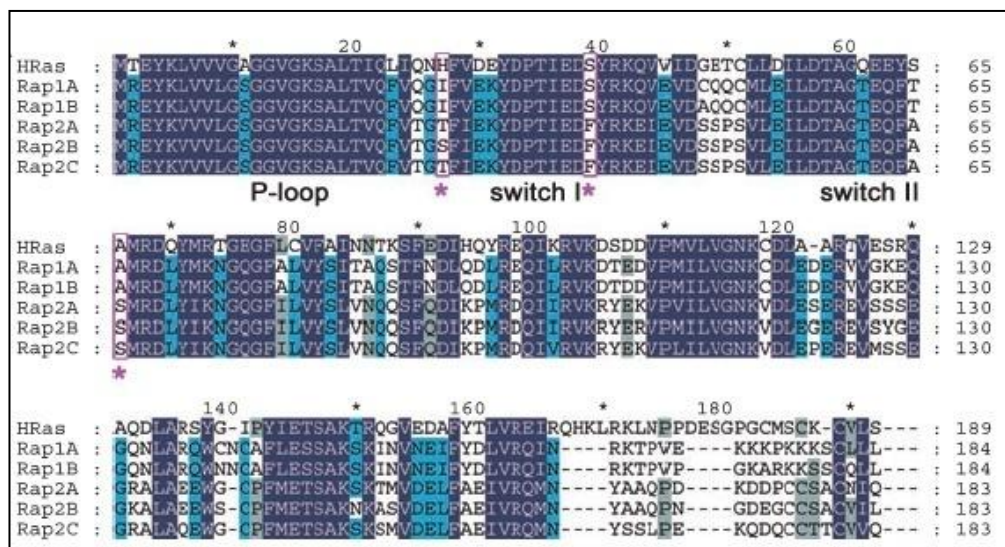 * 20 * 40 * 60
HRas : MTEYKLVVVGAGGVGKSALTIQLIQNHFVDEYDPTIEDSYRKQVVIDGETCLLDILDTAGQEEYS : 65
Rap1A : MREYKLVVLGSGGVGKSALTVQFVQGIFVEKYDPTIEDSYRKQVEVDCQQCMLEILDTAGTEQFT : 65
Rap1B : MREYKLVVLGSGGVGKSALTVQFVQGIFVEKYDPTIEDSYRKQVEVDAQQCMLEILDTAGTEQFT : 65
Rap2A : MREYKVVVLGSGGVGKSALTVQFVTGTFIEKYDPTIEDFYRKEIEVDSSPSVLEILDTAGTEQFA : 65
Rap2B : MREYKVVVLGSGGVGKSALTVQFVTGSFIEKYDPTIEDFYRKEIEVDSSPSVLEILDTAGTEQFA : 65
Rap2C : MREYKVVVLGSGGVGKSALTVQFVTGTFIEKYDPTIEDFYRKEIEVDSSPSVLEILDTAGTEQFA : 65
P-loop * switch I * switch II
* 80 * 100 * 120 *
HRas : AMRDQYMRTGEGFLCVFAINNTKSFEDIHQYREQIKRVKDSDDVPMVLVGNKCDLA-ARTVESRQ : 129
Rap1A : AMRDLYMKNGQGFALVYSITAQSTFNDLQDLREQILRVKDTEDVPMILVGNKCDLEDERVVGKEQ : 130
Rap1B : AMRDLYMKNGQGFALVYSITAQSTFNDLQDLREQILRVKDTDDVPMILVGNKCDLEDERVVGKEQ : 130
Rap2A : SMRDLYIKNGQGFILVYSLVNQQSFQDIKPMRDQIIRVKRYEKVPVILVGNKVDLESEREVSSSE : 130
Rap2B : SMRDLYIKNGQGFILVYSLVNQQSFQDIKPMRDQIIRVKRYERVPMILVGNKVDLEGEREVSYGE : 130
Rap2C : SMRDLYIKNGQGFILVYSLVNQQSFQDIKPMRDQIVRVKRYEKVPLILVGNKVDLEPEREVMSSE : 130
*
140 * 160 * 180 *
HRas : AQDLARSYG-IPYIETSAKTRQGVEDAFYTLVREIRQHKLRKLNPPDESGPGCMSCK-CVLS--- : 189
Rap1A : GQNLARQWCNCAFLESSAKSKINVNEIFYDLVRQIN----RKTPVE----KKKPKKKSCLLL--- : 184
Rap1B : GQNLARQWNNCAFLESSAKSKINVNEIFYDLVRQIN----RKTPVP----GKARKKSSCQLL--- : 184
Rap2A : GRALAEEWG-CPFMETSAKSKTMVDELFAEIVRQMN----YAAQPD----KDDPCCSACNIQ--- : 183
Rap2B : GKALAEEWS-CPFMETSAKNKASVDELFAEIVRQMN----YAAQPN----GDEGCCSACVIL--- : 183
Rap2C : GRALAQEWG-CPFMETSAKSKSMVDELFAEIVRQMN----YSSLPE----KQDQCCTTCVVQ--- : 183